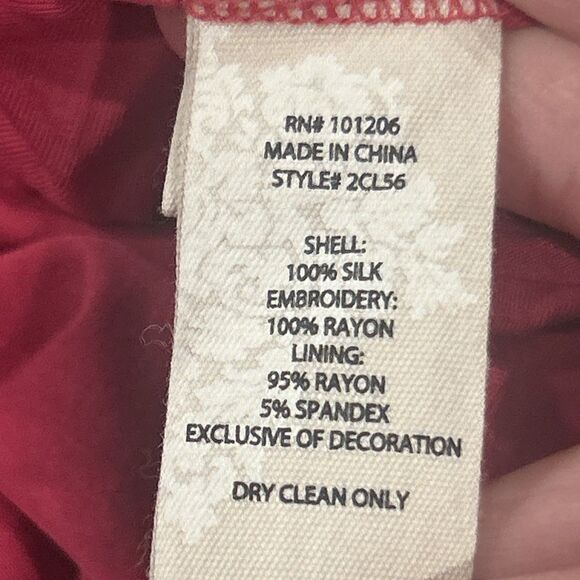 RN# 101206
MADE IN CHINA
STYLE# 2CL56
SHELL:
100% SILK
EMBROIDERY:
100% RAYON
LINING:
95% RAYON
5% SPANDEX
EXCLUSIVE OF DECORATION
DRY CLEAN ONLY